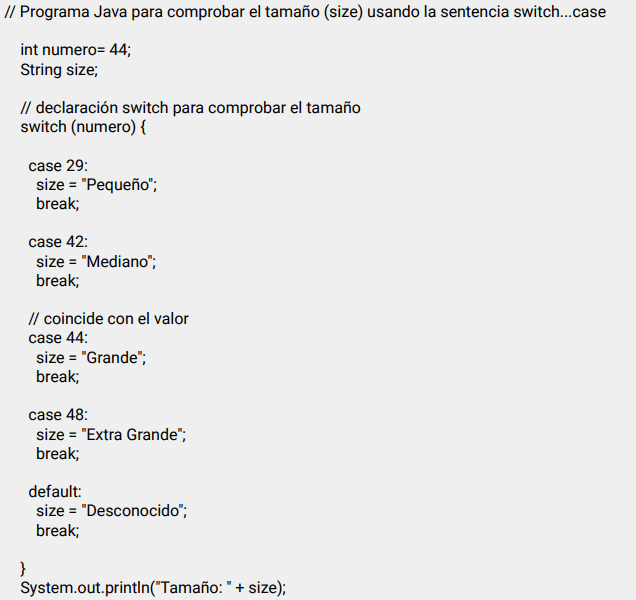 // Programa Java para comprobar el tamaño (size) usando la sentencia switch...case
int numero= 44;
String size;
// declaración switch para comprobar el tamaño
switch (numero) {
case 29:
size = "Pequeño";
break;
case 42:
size = "Mediano";
break;
// coincide con el valor
case 44:
size = "Grande";
break;
case 48:
size = "Extra Grande";
break;
default:
size = "Desconocido";
break;
}
System.out.println("Tamaño: " + size);